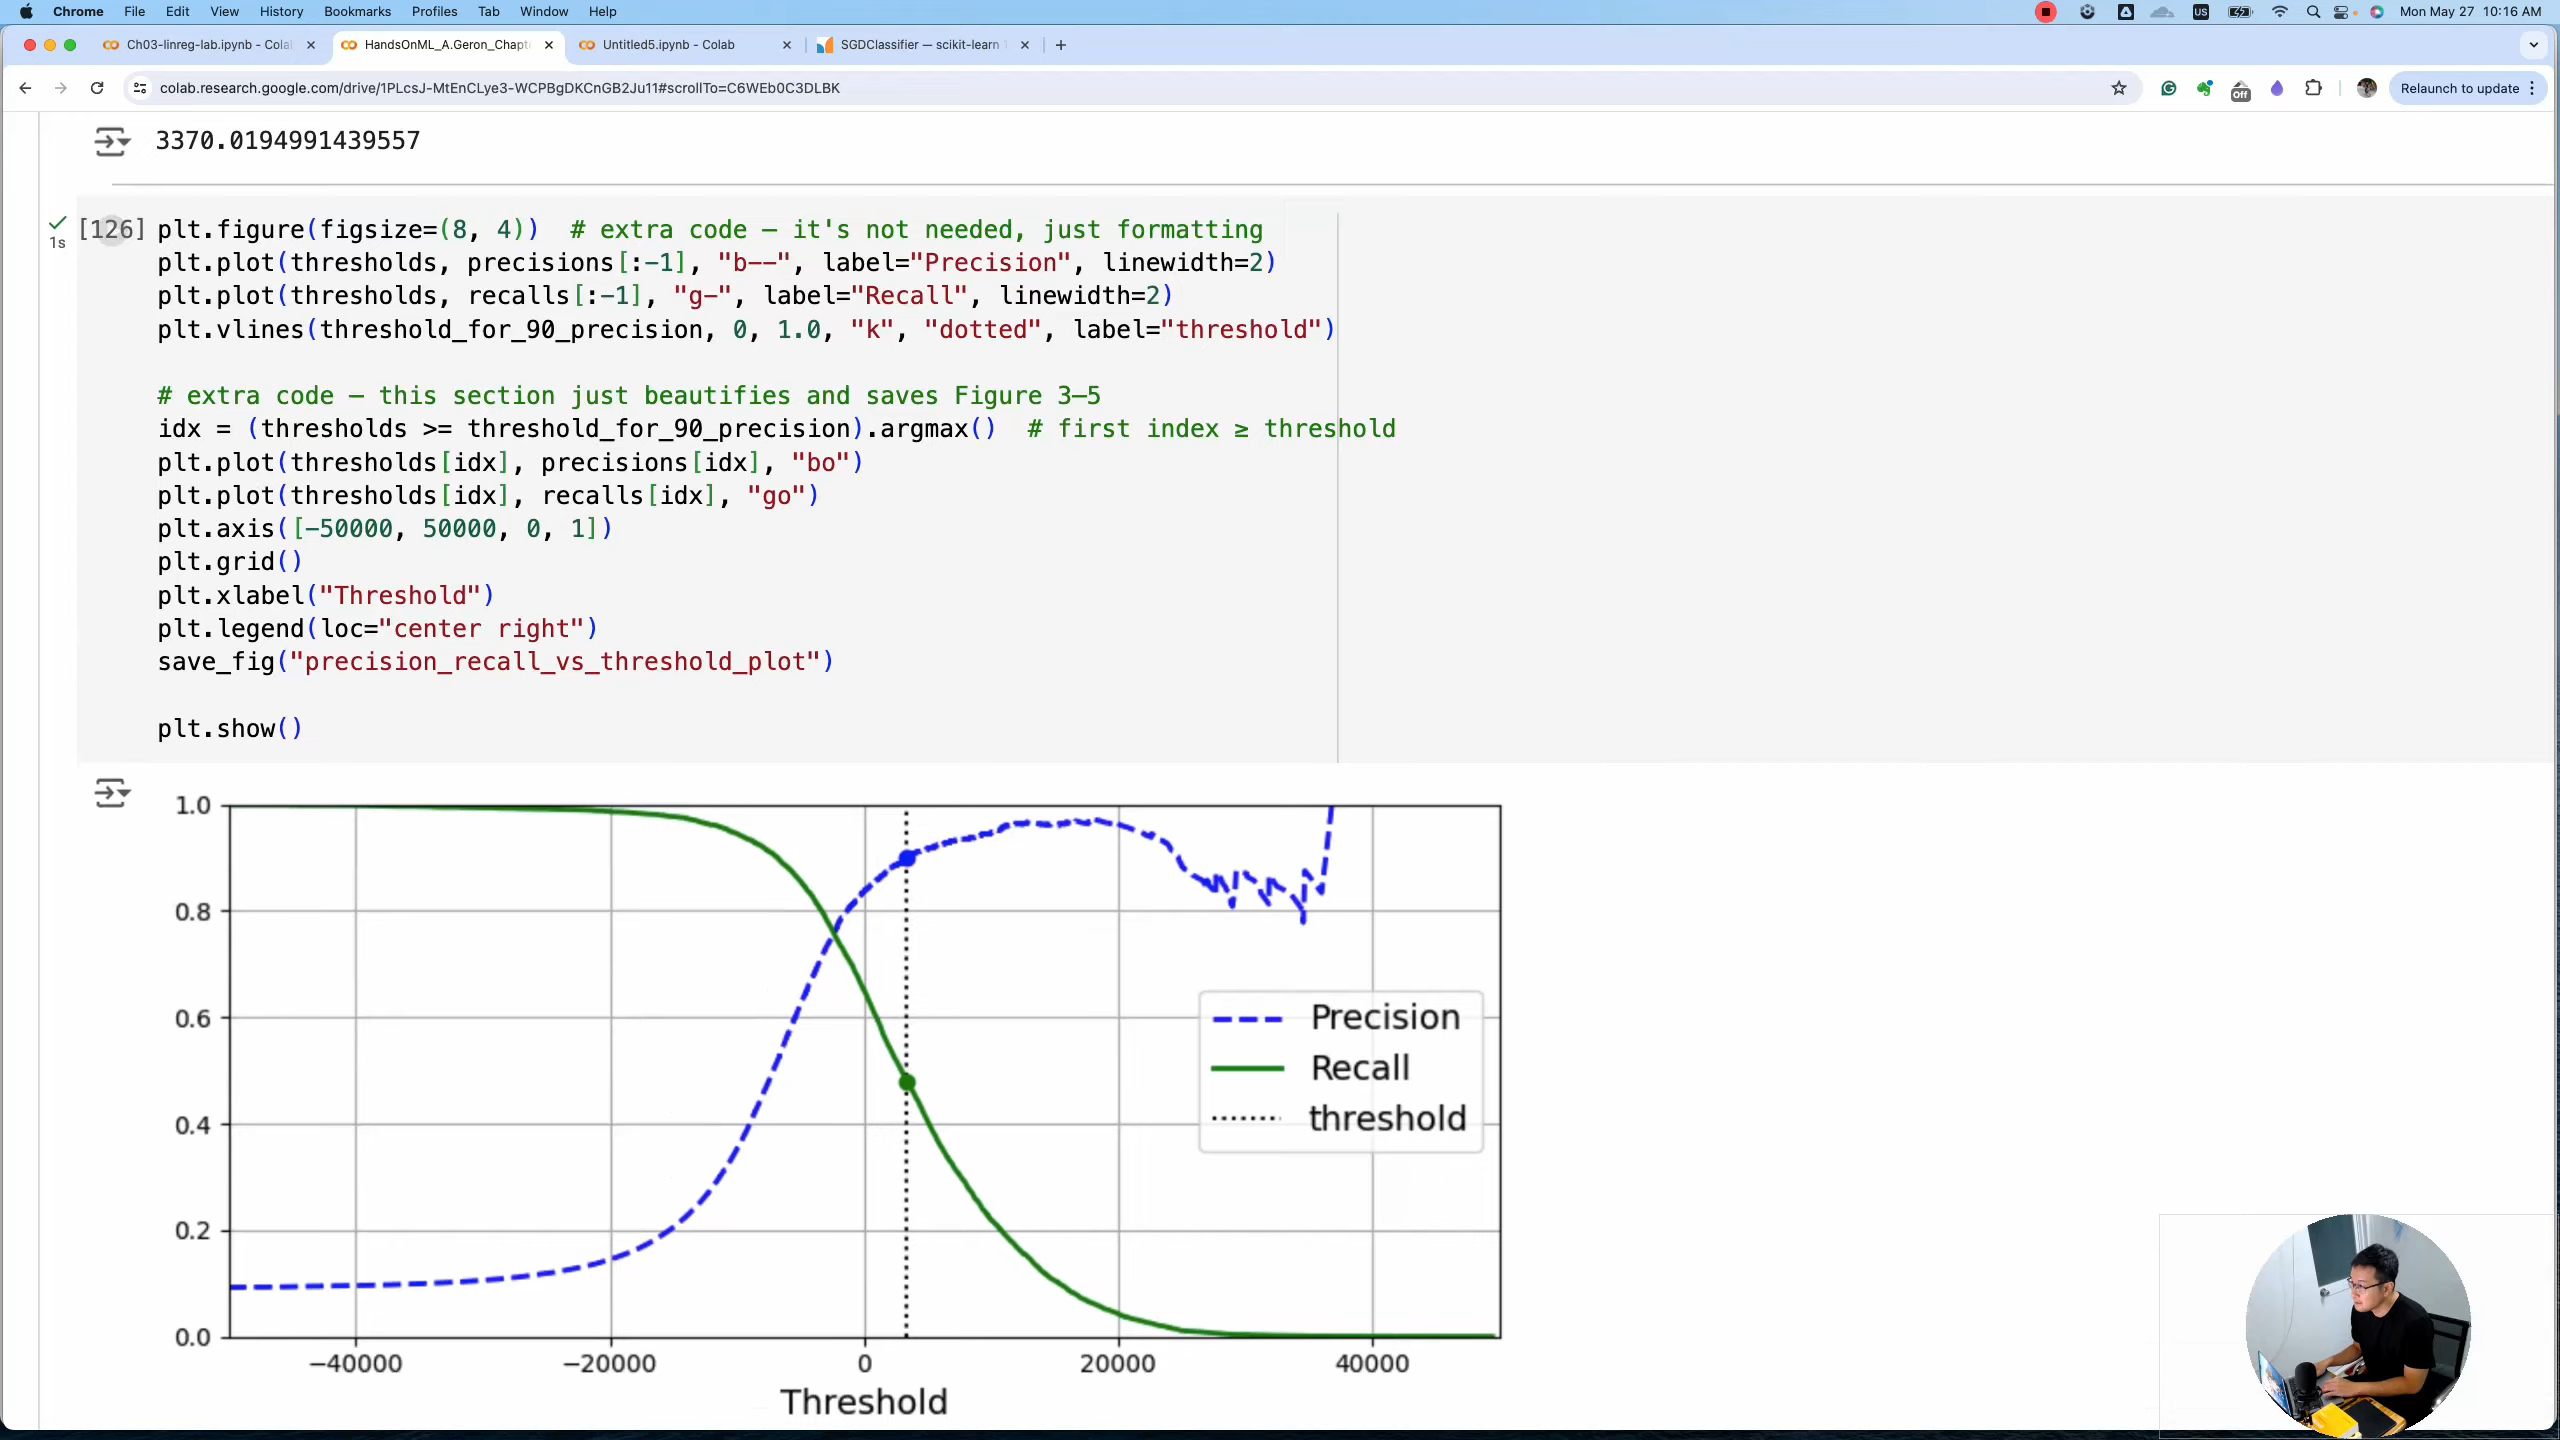 Chrome File Edit View History Bookmarks Profiles Tab Window Help US Mon May 27 10:16 AM
Ch03-linreg-lab.ipynb - Cola HandsOnML_A.Geron_Chapt Untitled5.ipynb - Colab SGDClassifier — scikit-learn
colab.research.google.com/drive/1PLcsJ-MtEnCLye3-WCPBgDKCnGB2Ju11#scrollTo=C6WEb0C3DLBK Off Relaunch to update
3370.0194991439557
[126] plt.figure(figsize=(8, 4))  # extra code – it's not needed, just formatting
1s
plt.plot(thresholds, precisions[:-1], "b--", label="Precision", linewidth=2)
plt.plot(thresholds, recalls[:-1], "g-", label="Recall", linewidth=2)
plt.vlines(threshold_for_90_precision, 0, 1.0, "k", "dotted", label="threshold")
# extra code – this section just beautifies and saves Figure 3–5
idx = (thresholds >= threshold_for_90_precision).argmax()  # first index ≥ threshold
plt.plot(thresholds[idx], precisions[idx], "bo")
plt.plot(thresholds[idx], recalls[idx], "go")
plt.axis([-50000, 50000, 0, 1])
plt.grid()
plt.xlabel("Threshold")
plt.legend(loc="center right")
save_fig("precision_recall_vs_threshold_plot")
plt.show()
1.0
0.8
0.6
0.4
0.2
0.0
Precision
Recall
threshold
−40000 −20000 0 20000 40000
Threshold